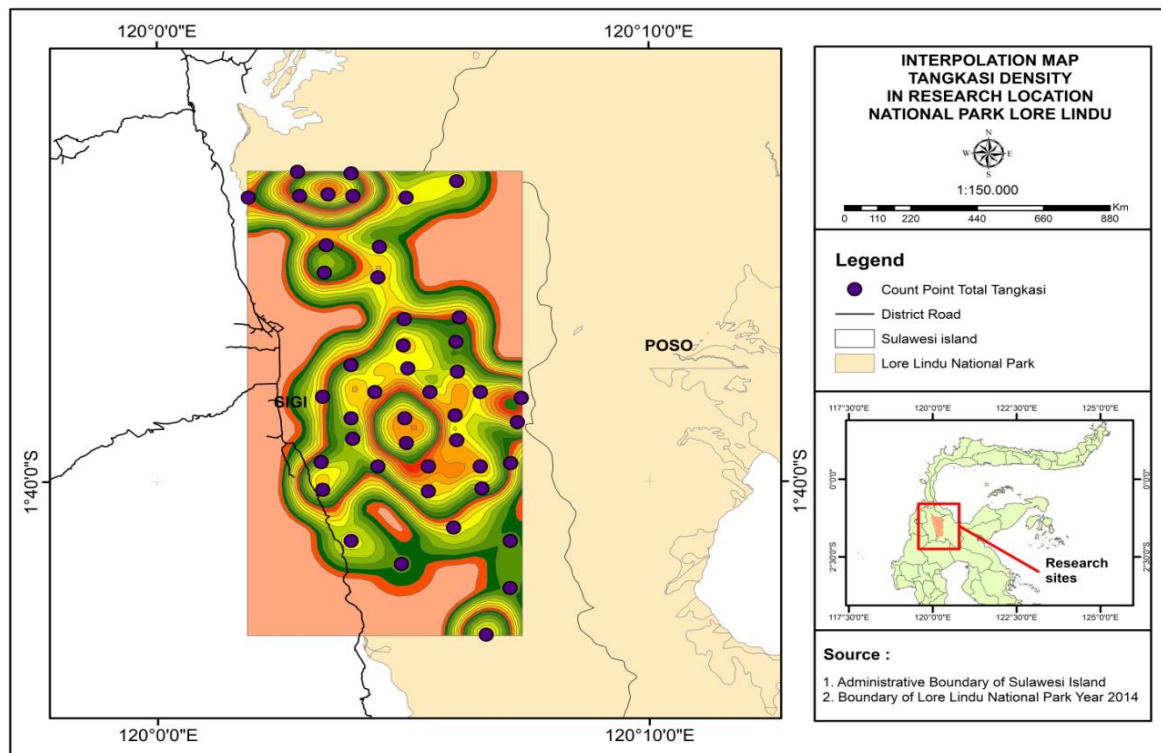 120°0'0"E
120°10'0"E
1°40'0"S
1°40'0"S
SIGI
POSO
120°0'0"E
120°10'0"E
INTERPOLATION MAP
TANGKASI DENSITY
IN RESEARCH LOCATION
NATIONAL PARK LORE LINDU
N
W
E
S
1:150.000
Km
0 110 220 440 660 880
Legend
Count Point Total Tangkasi
District Road
Sulawesi island
Lore Lindu National Park
117°30'0"E 120°0'0"E 122°30'0"E 125°0'0"E
0°0'0"
0°0'0"
2°30'0"S
2°30'0"S
Research
sites
117°30'0"E 120°0'0"E 122°30'0"E 125°0'0"E
Source :
1. Administrative Boundary of Sulawesi Island
2. Boundary of Lore Lindu National Park Year 2014